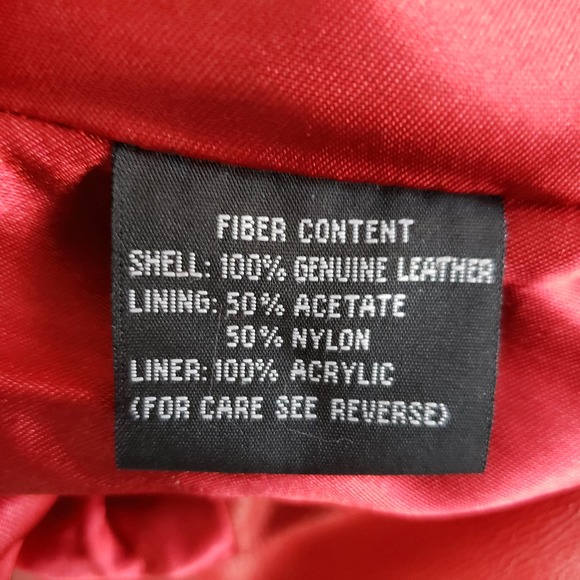 FIBER CONTENT
SHELL: 100% GENUINE LEATHER
LINING: 50% ACETATE
50% NYLON
LINER: 100% ACRYLIC
(FOR CARE SEE REVERSE)